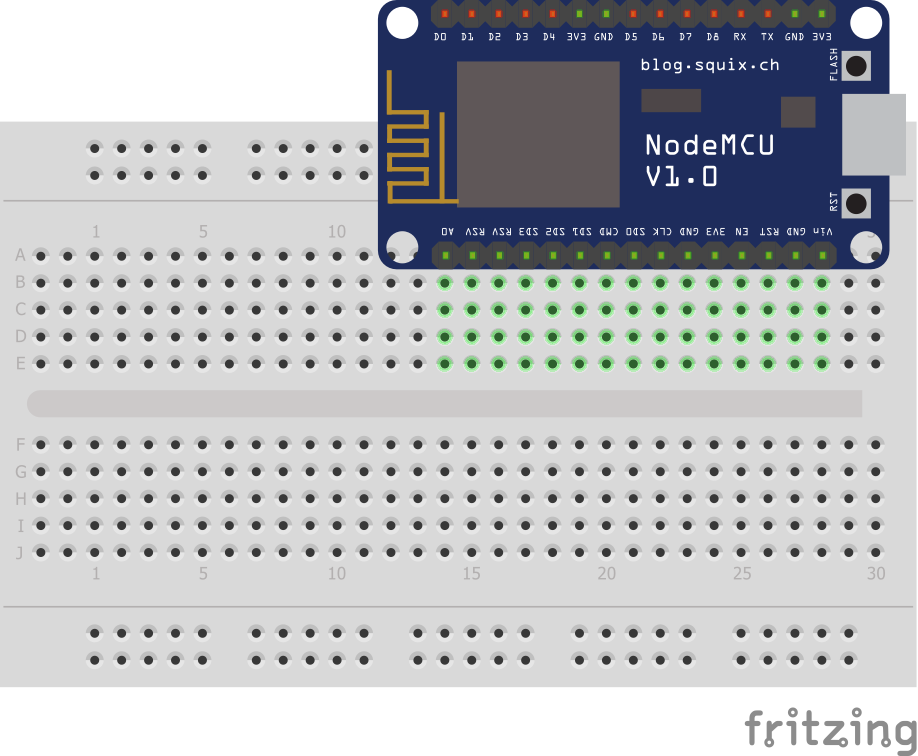 D0 D1 D2 D3 D4 3V3 GND D5 D6 D7 D8 RX TX GND 3V3
FLASH
blog.squix.ch
NodeMCU
V1.0
RST
A0 RSV RSV SD3 SD2 SD1 CMD SD0 CLK GND 3V3 EN RST GND Vin
1 5 10
A
B
C
D
E
F
G
H
I
J
1 5 10 15 20 25 30
fritzing